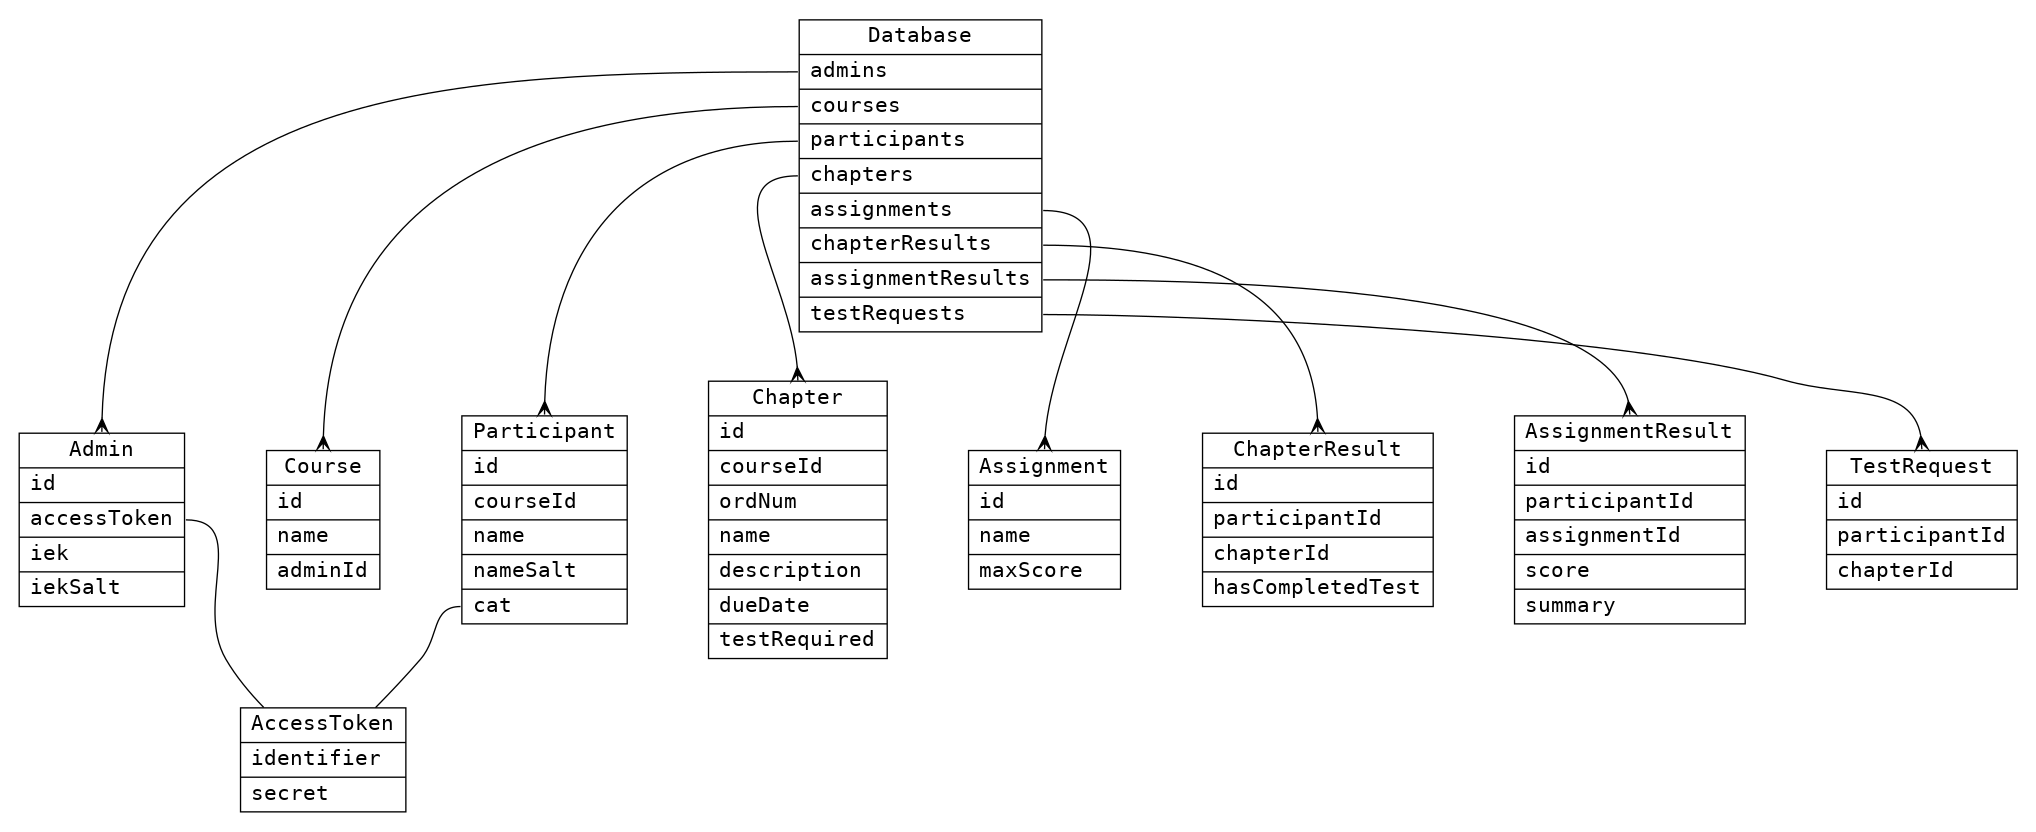 Database
admins
courses
participants
chapters
assignments
chapterResults
assignmentResults
testRequests
Admin
id
accessToken
iek
iekSalt
Course
id
name
adminId
Participant
id
courseId
name
nameSalt
cat
Chapter
id
courseId
ordNum
name
description
dueDate
testRequired
Assignment
id
name
maxScore
ChapterResult
id
participantId
chapterId
hasCompletedTest
AssignmentResult
id
participantId
assignmentId
score
summary
TestRequest
id
participantId
chapterId
AccessToken
identifier
secret